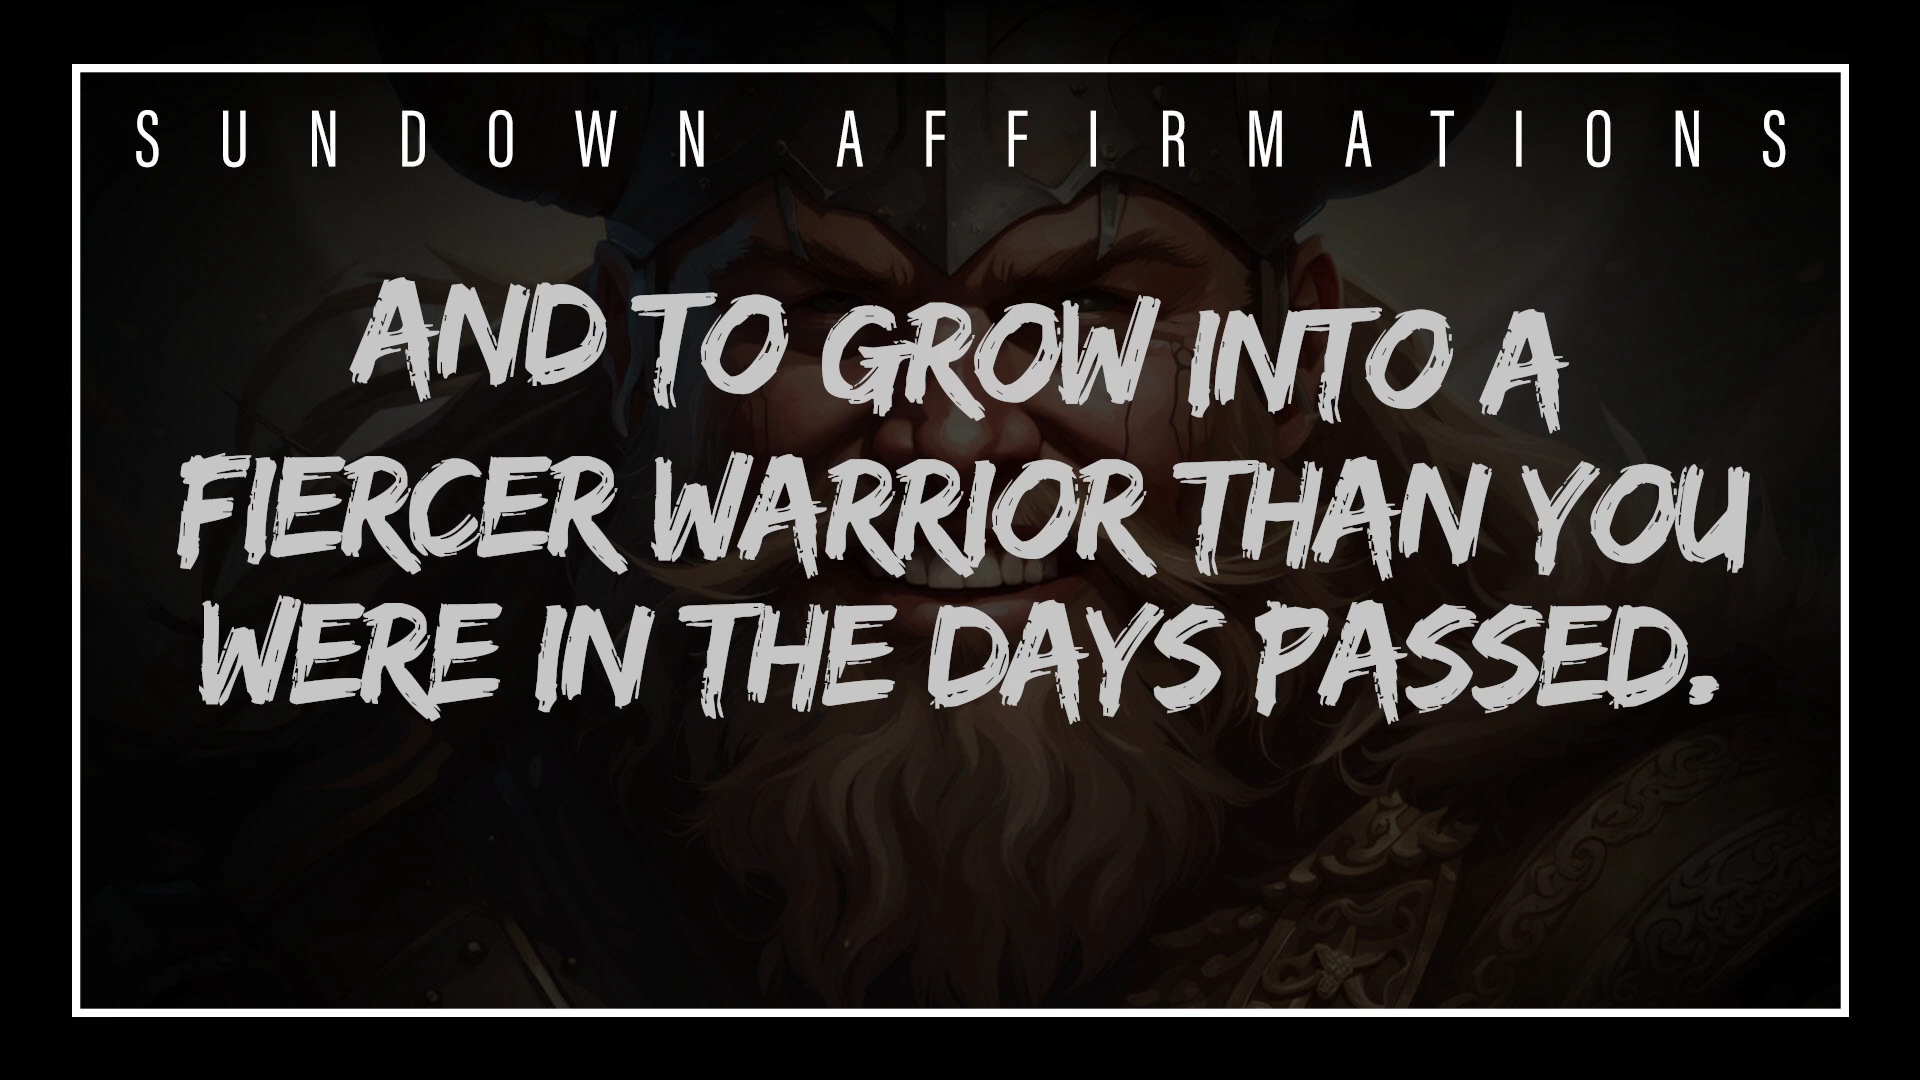 SUNDOWN AFFIRMATIONS
AND TO GROW INTO A
FIERCER WARRIOR THAN YOU
WERE IN THE DAYS PASSED.